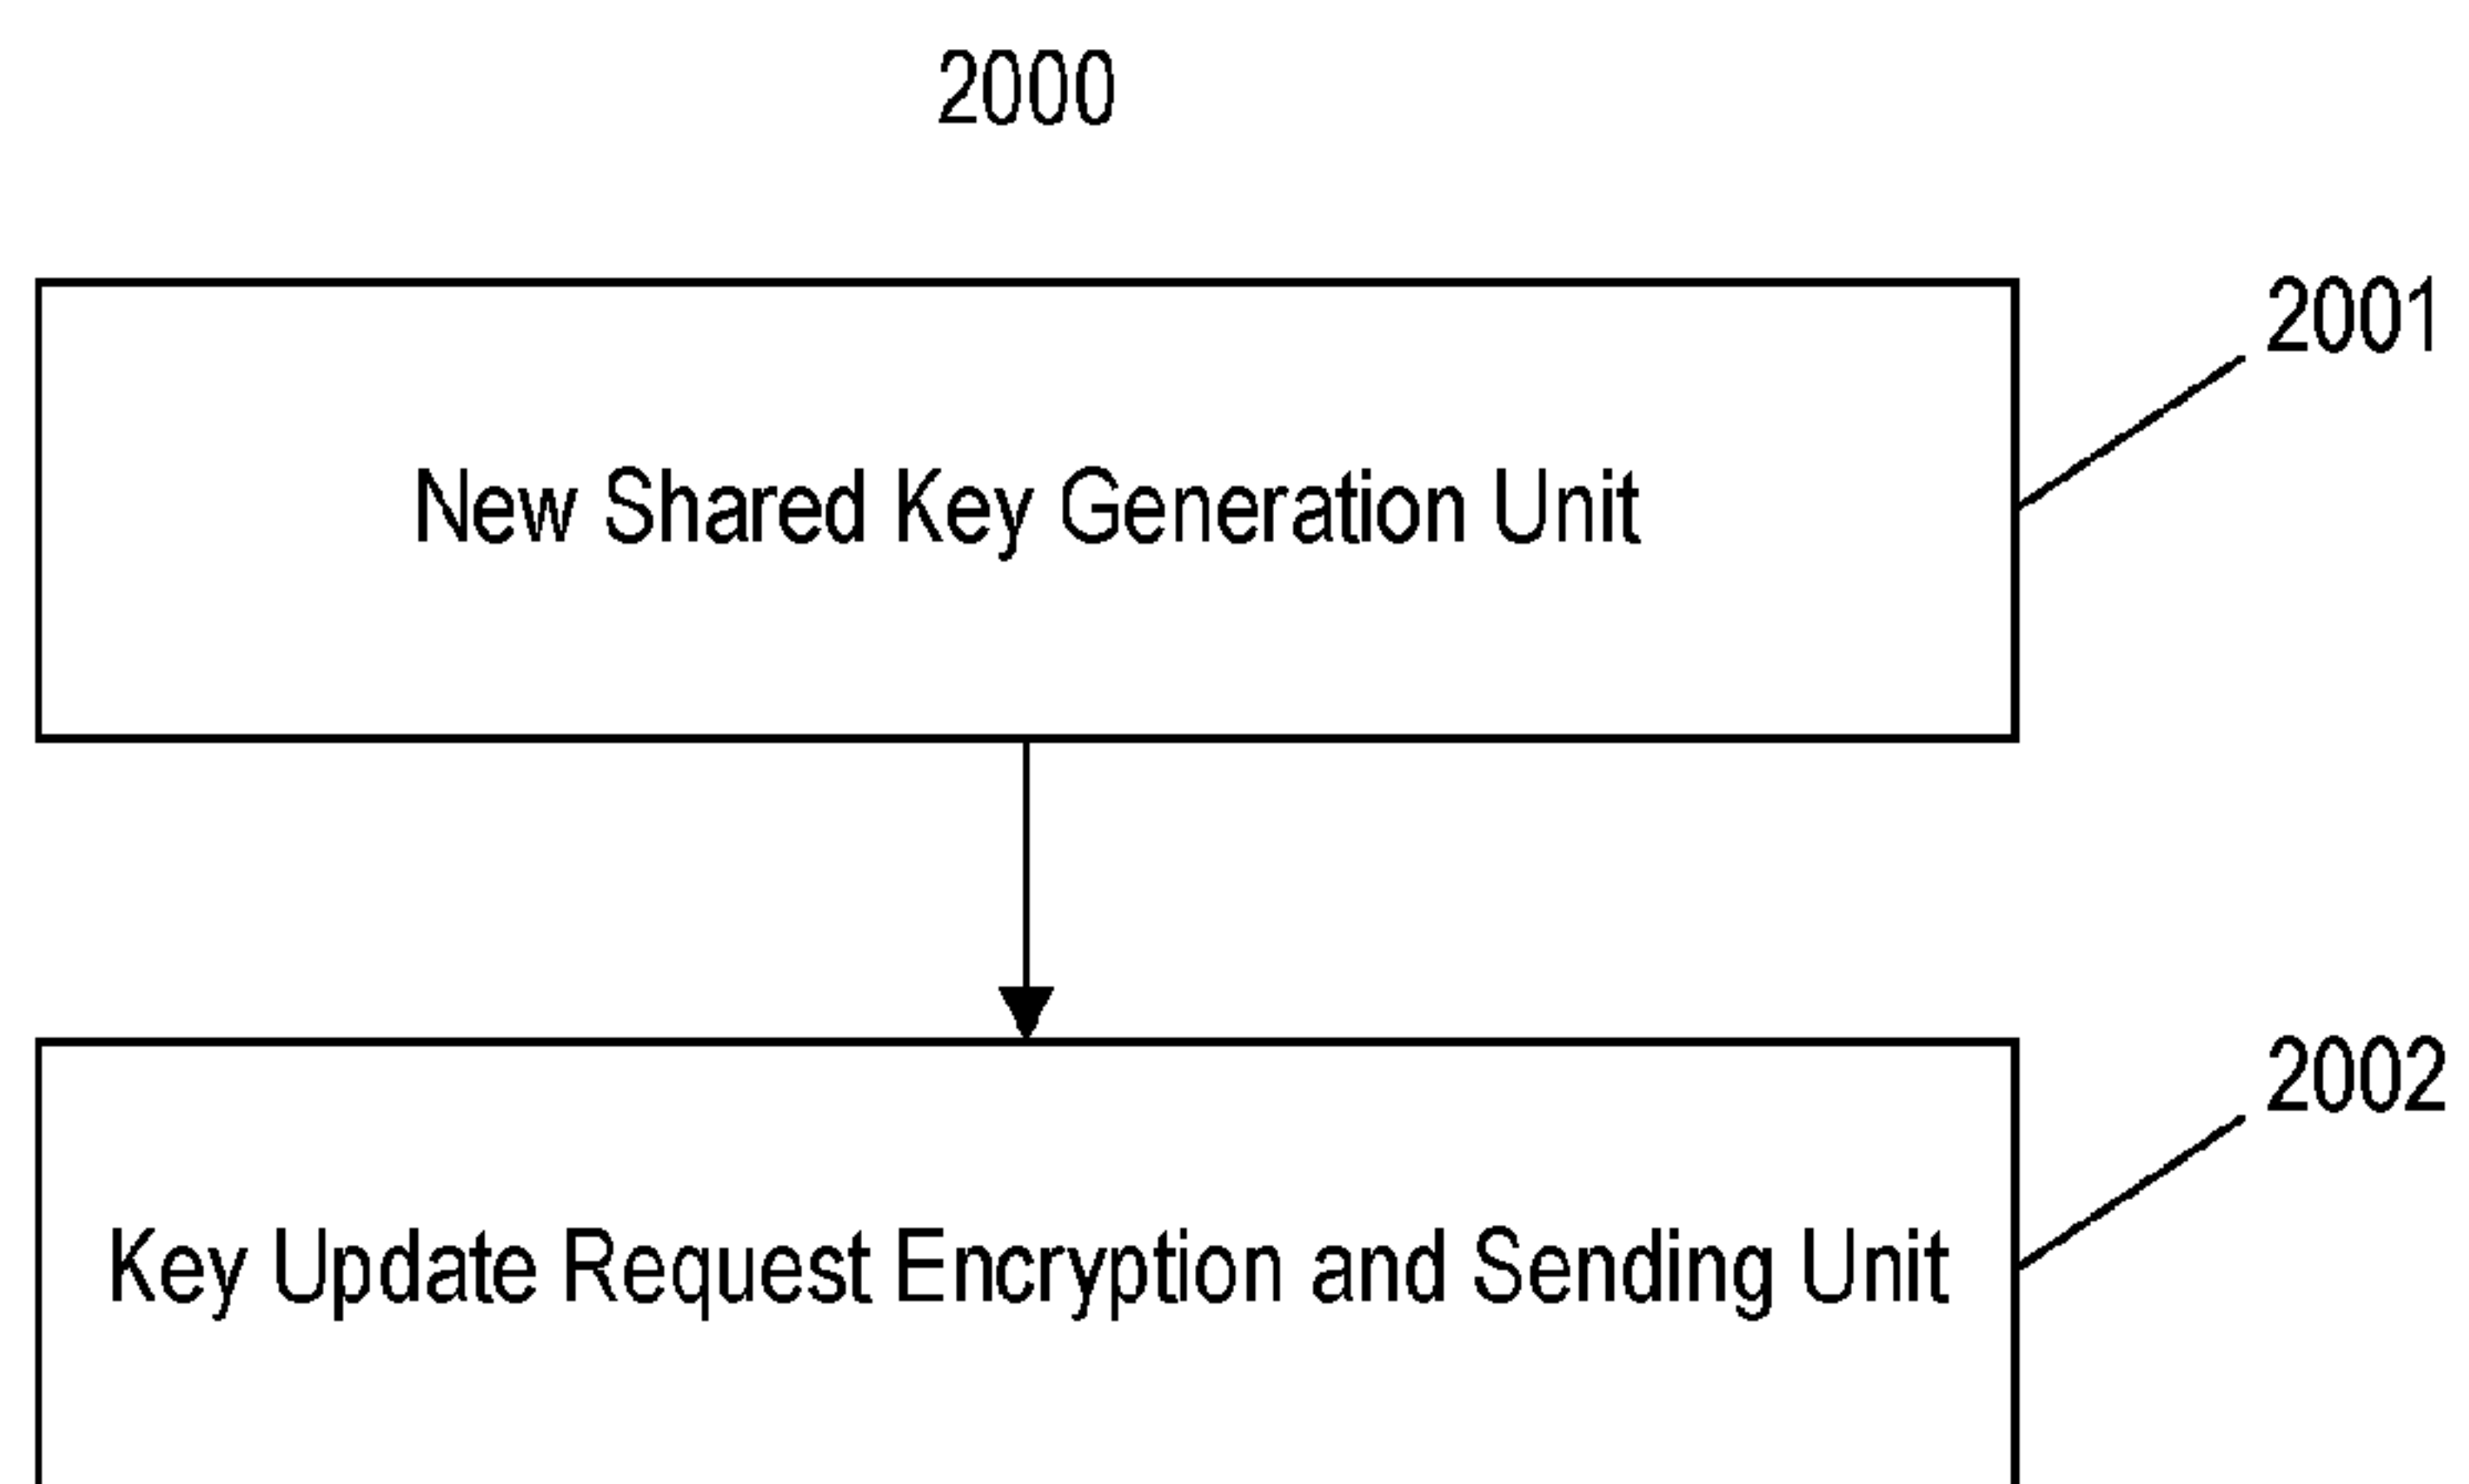 2000
2001
New Shared Key Generation Unit
2002
Key Update Request Encryption and Sending Unit